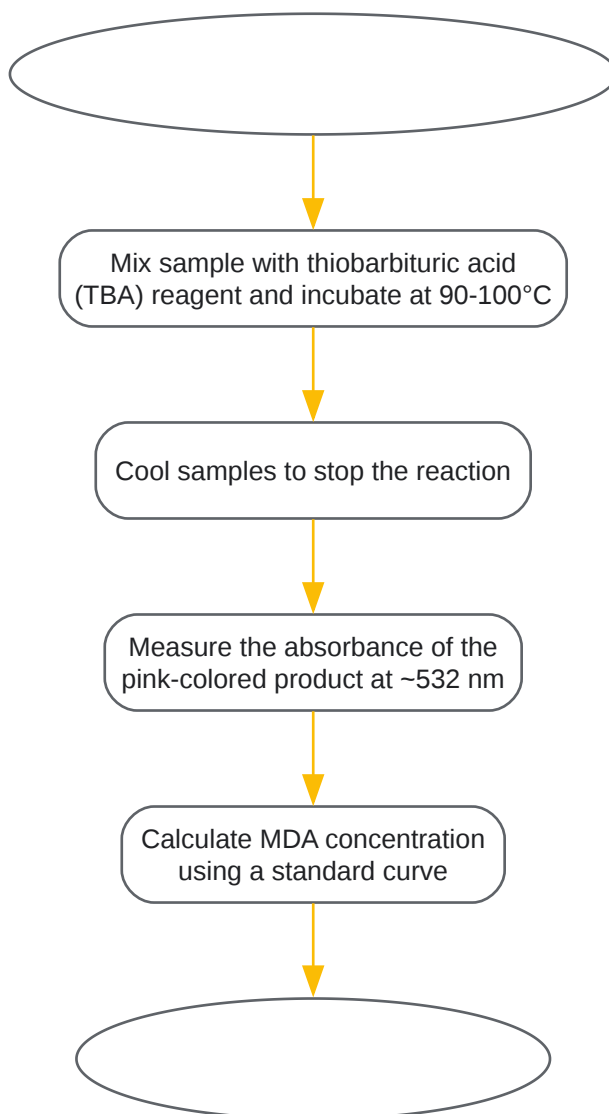 Mix sample with thiobarbituric acid
(TBA) reagent and incubate at 90-100°C
Cool samples to stop the reaction
Measure the absorbance of the
pink-colored product at ~532 nm
Calculate MDA concentration
using a standard curve